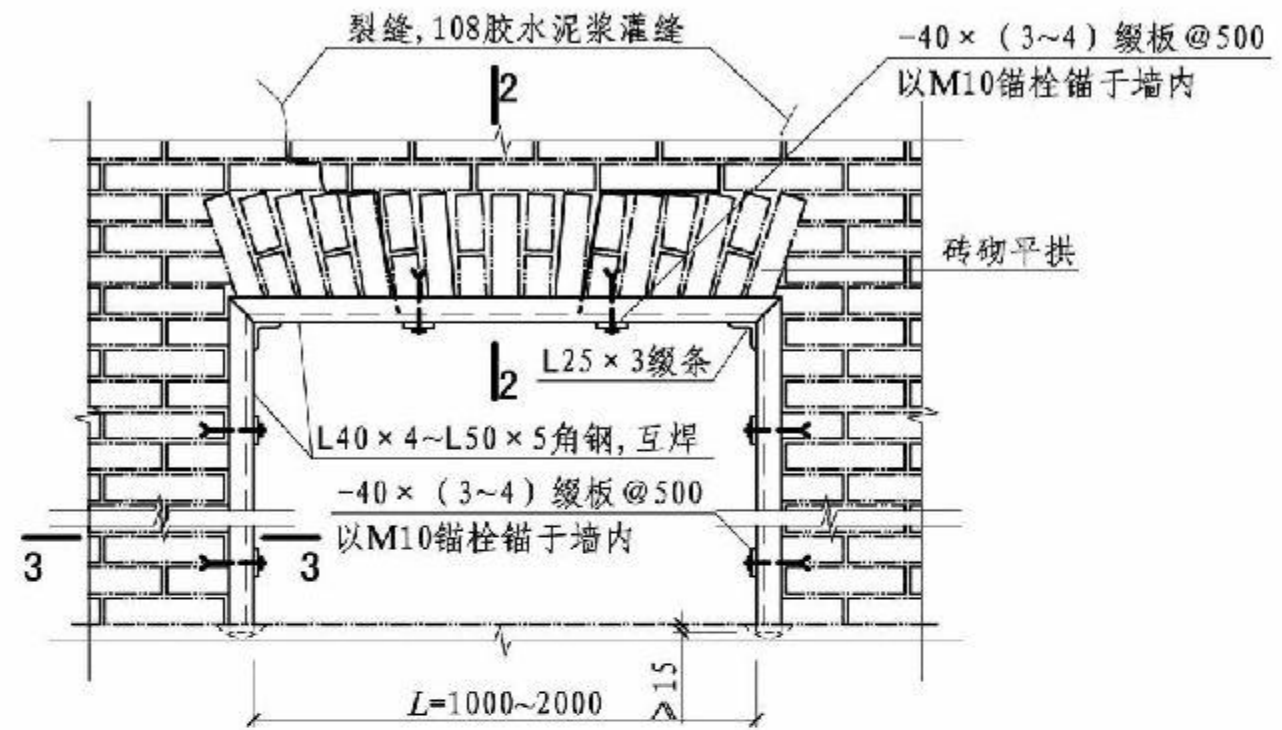 裂缝,108胶水泥浆灌缝
-40×（3~4）缀板@500
以M10锚栓锚于墙内
2
砖砌平拱
L25×3缀条
2
L40×4~L50×5角钢,互焊
-40×（3~4）缀板@500
以M10锚栓锚于墙内
3
3
L=1000~2000
≥15